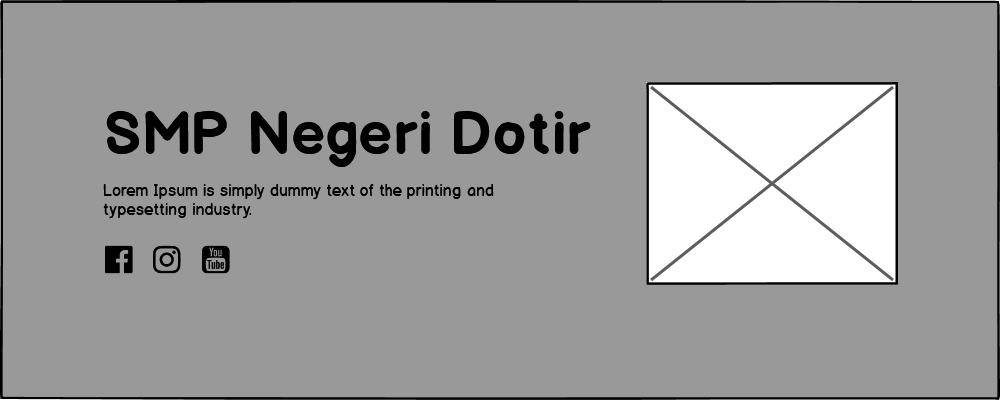 SMP Negeri Dotir
Lorem Ipsum is simply dummy text of the printing and
typesetting industry.
You
Tube